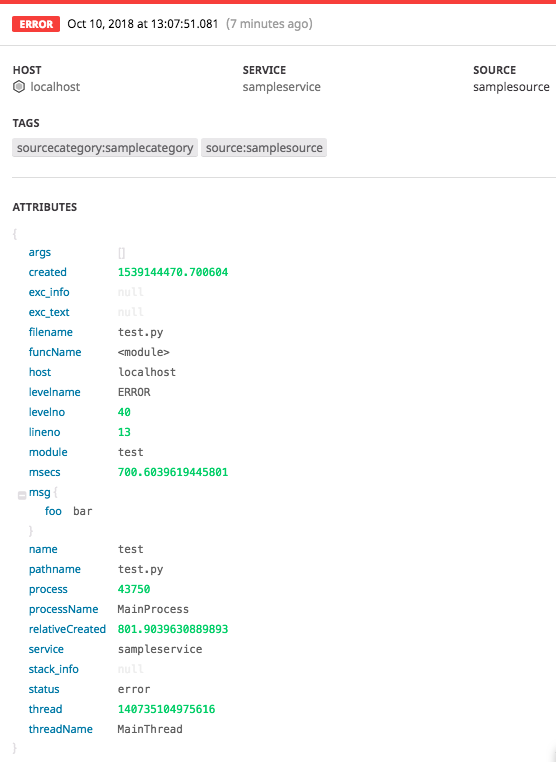 ERROR Oct 10, 2018 at 13:07:51.081 (7 minutes ago)
HOST SERVICE SOURCE
localhost sampleservice samplesource
TAGS
sourcecategory:samplecategory source:samplesource
ATTRIBUTES
{
args []
created 1539144470.700604
exc_info null
exc_text null
filename test.py
funcName <module>
host localhost
levelname ERROR
levelno 40
lineno 13
module test
msecs 700.6039619445801
msg {
foo bar
}
name test
pathname test.py
process 43750
processName MainProcess
relativeCreated 801.9039630889893
service sampleservice
stack_info null
status error
thread 140735104975616
threadName MainThread
}